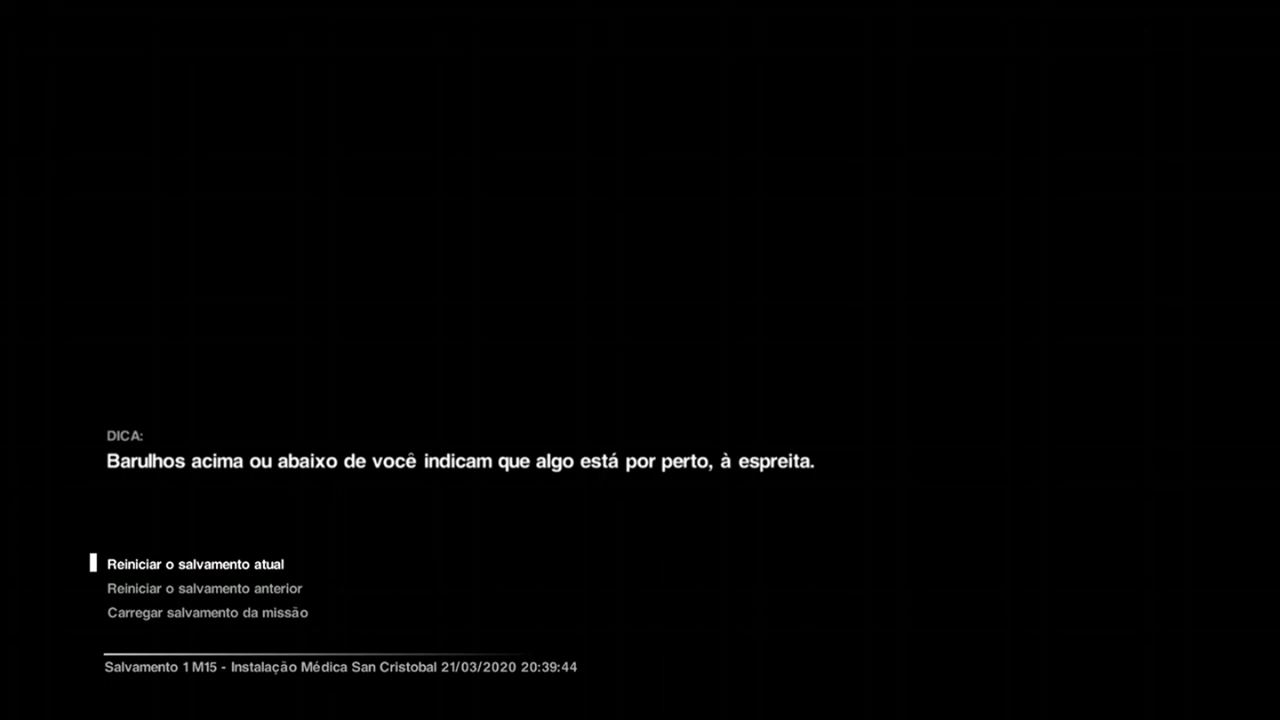 DICA:
Barulhos acima ou abaixo de você indicam que algo está por perto, à espreita.
Reiniciar o salvamento atual
Reiniciar o salvamento anterior
Carregar salvamento da missão
Salvamento 1 M15 - Instalação Médica San Cristobal 21/03/2020 20:39:44